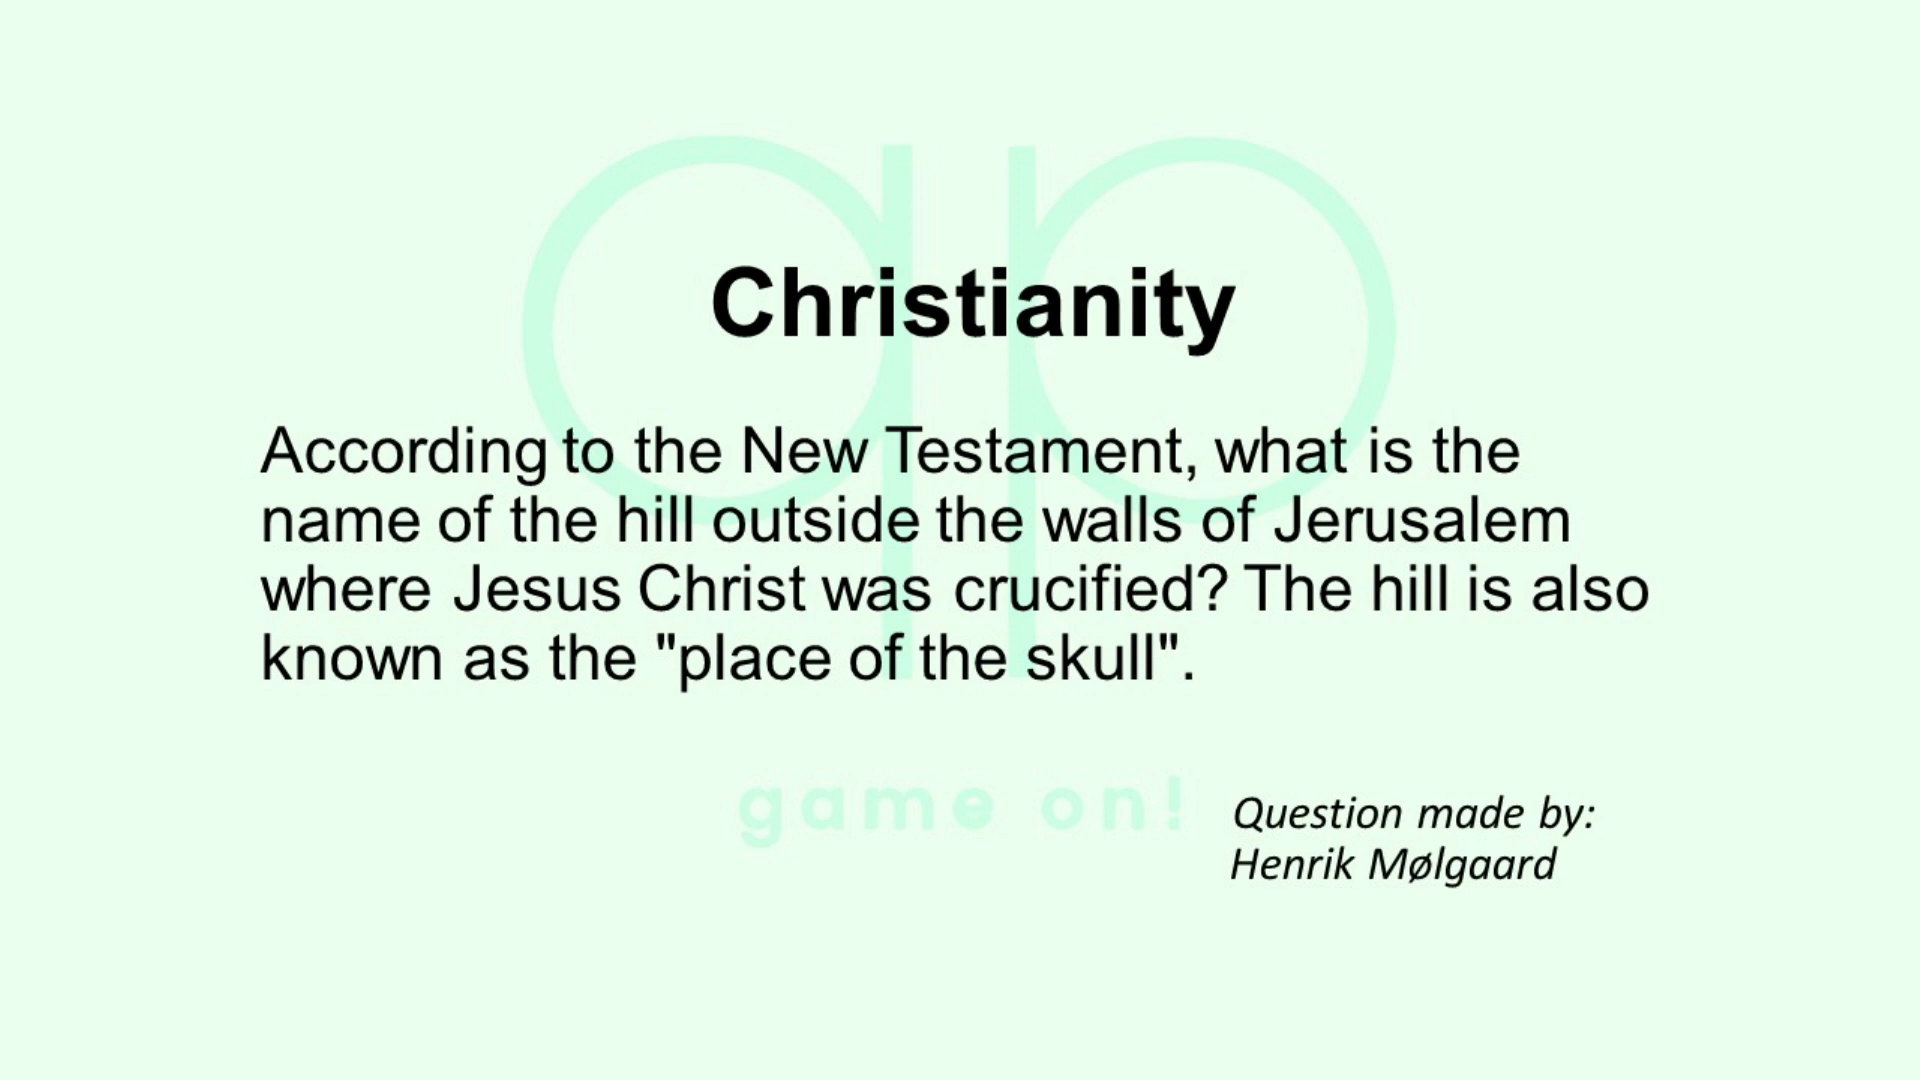 Christianity
According to the New Testament, what is the
name of the hill outside the walls of Jerusalem
where Jesus Christ was crucified? The hill is also
known as the "place of the skull".
game on!
Question made by:
Henrik Mølgaard